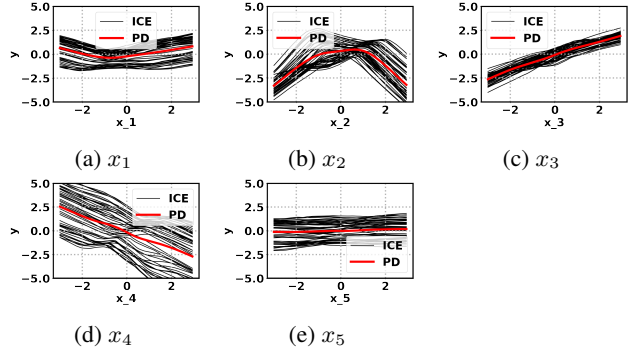 5.0
2.5
0.0
−2.5
−5.0
y
−2 0 2
x_1
ICE
PD
(a) x₁
5.0
2.5
0.0
−2.5
−5.0
y
−2 0 2
x_2
ICE
PD
(b) x₂
5.0
2.5
0.0
−2.5
−5.0
y
−2 0 2
x_3
ICE
PD
(c) x₃
5.0
2.5
0.0
−2.5
−5.0
y
−2 0 2
x_4
ICE
PD
(d) x₄
5.0
2.5
0.0
−2.5
−5.0
y
−2 0 2
x_5
ICE
PD
(e) x₅